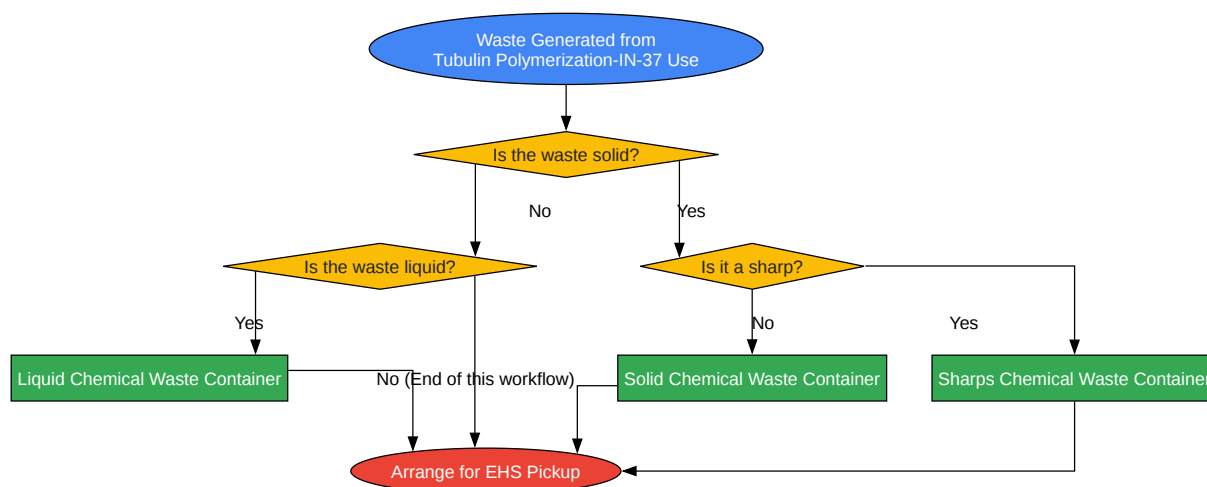 Waste Generated from
Tubulin Polymerization-IN-37 Use
Is the waste solid?
No
Yes
Is the waste liquid?
Is it a sharp?
Yes
No
Yes
Liquid Chemical Waste Container
No (End of this workflow)
Solid Chemical Waste Container
Sharps Chemical Waste Container
Arrange for EHS Pickup